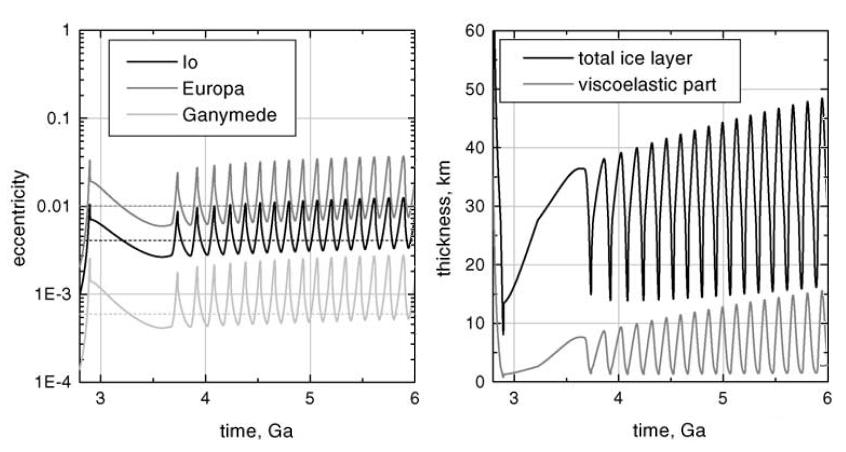 1
0.1
0.01
1E-3
1E-4
eccentricity
Io
Europa
Ganymede
3 4 5 6
time, Ga
60
50
40
30
20
10
0
thickness, km
total ice layer
viscoelastic part
3 4 5 6
time, Ga